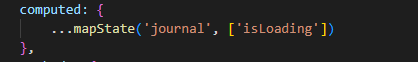 computed: {
    ...mapState('journal', ['isLoading'])
},